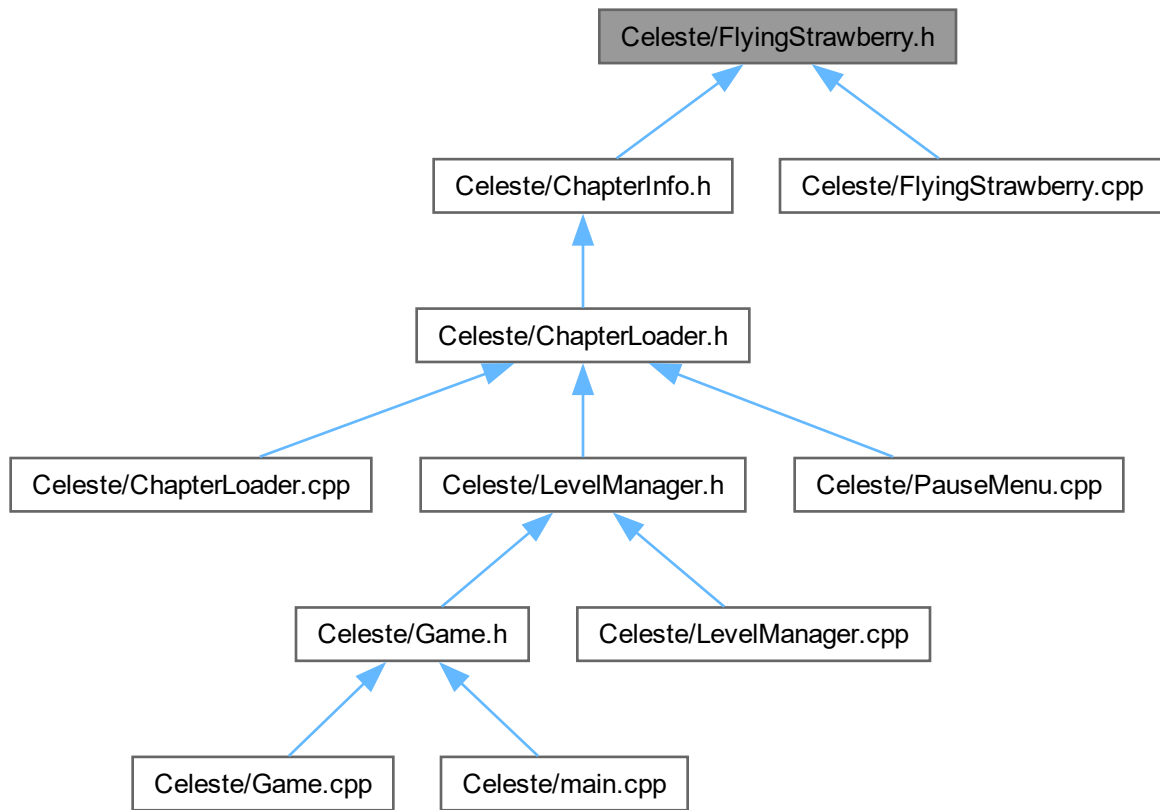 Celeste/FlyingStrawberry.h
Celeste/ChapterInfo.h
Celeste/FlyingStrawberry.cpp
Celeste/ChapterLoader.h
Celeste/ChapterLoader.cpp
Celeste/LevelManager.h
Celeste/PauseMenu.cpp
Celeste/Game.h
Celeste/LevelManager.cpp
Celeste/Game.cpp
Celeste/main.cpp